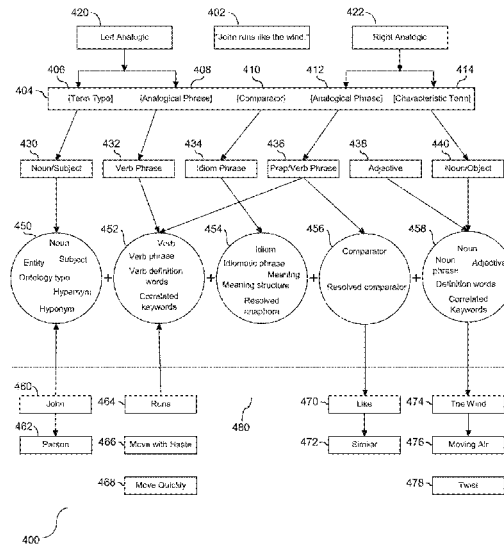 420 402 422
Left Analogic "John runs like the wind." Right Analogic
406 408 410 412 414
404 {Term Type} {Analogical Phrase} {Comparator} {Analogical Phrase} {Characteristic Term}
430 432 434 436 438 440
Noun/Subject Verb Phrase Idiom Phrase Prep/Verb Phrase Adjective Noun/Object
450 452 454 456 458
Noun
Entity Subject
Ontology type
Hypernym
Hyponym
+
Verb
Verb phrase
Verb definition
words
Correlated
keywords
+
Idiom
Idiomatic phrase
Meaning
Meaning structure
Resolved
anaphora
+
Comparator
Resolved comparator
+
Noun
Noun Adjective
phrase
Definition words
Correlated
Keywords
460 464 470 474
John Runs Like The Wind
480
462 466 472 476
Person Move with Haste Similar Moving Air
468 478
Move Quickly Twist
400